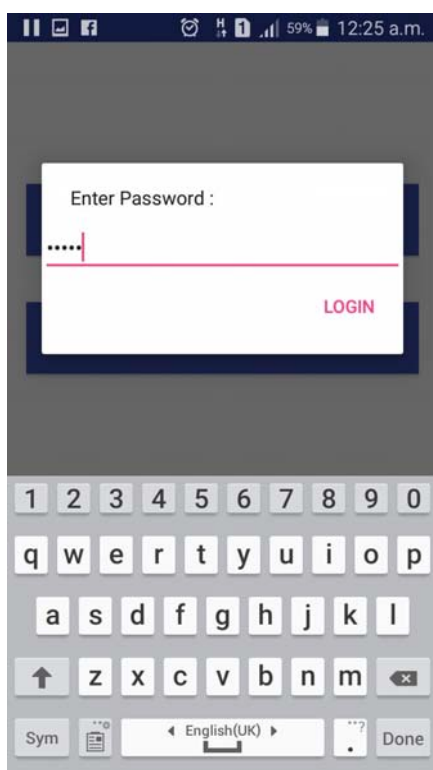 H 1 59% 12:25 a.m.
Enter Password :
•••••
LOGIN
1 2 3 4 5 6 7 8 9 0
q w e r t y u i o p
a s d f g h j k l
z x c v b n m
Sym English(UK) ? . Done